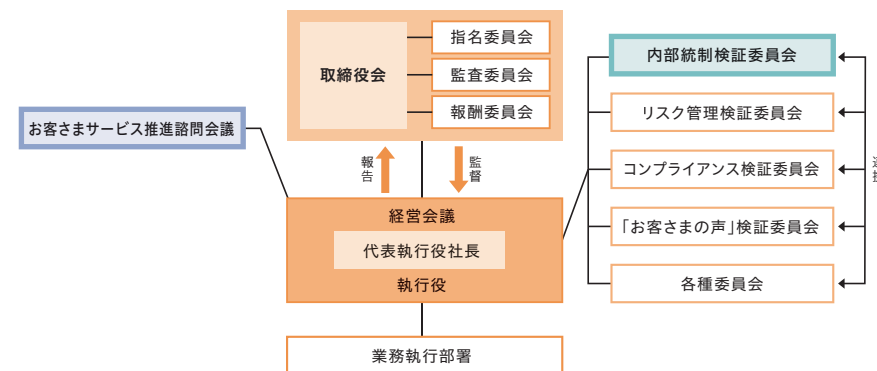 指名委員会
取締役会
監査委員会
報酬委員会
お客さまサービス推進諮問会議
報告
監督
経営会議
代表執行役社長
執行役
業務執行部署
内部統制検証委員会
リスク管理検証委員会
コンプライアンス検証委員会
「お客さまの声」検証委員会
各種委員会